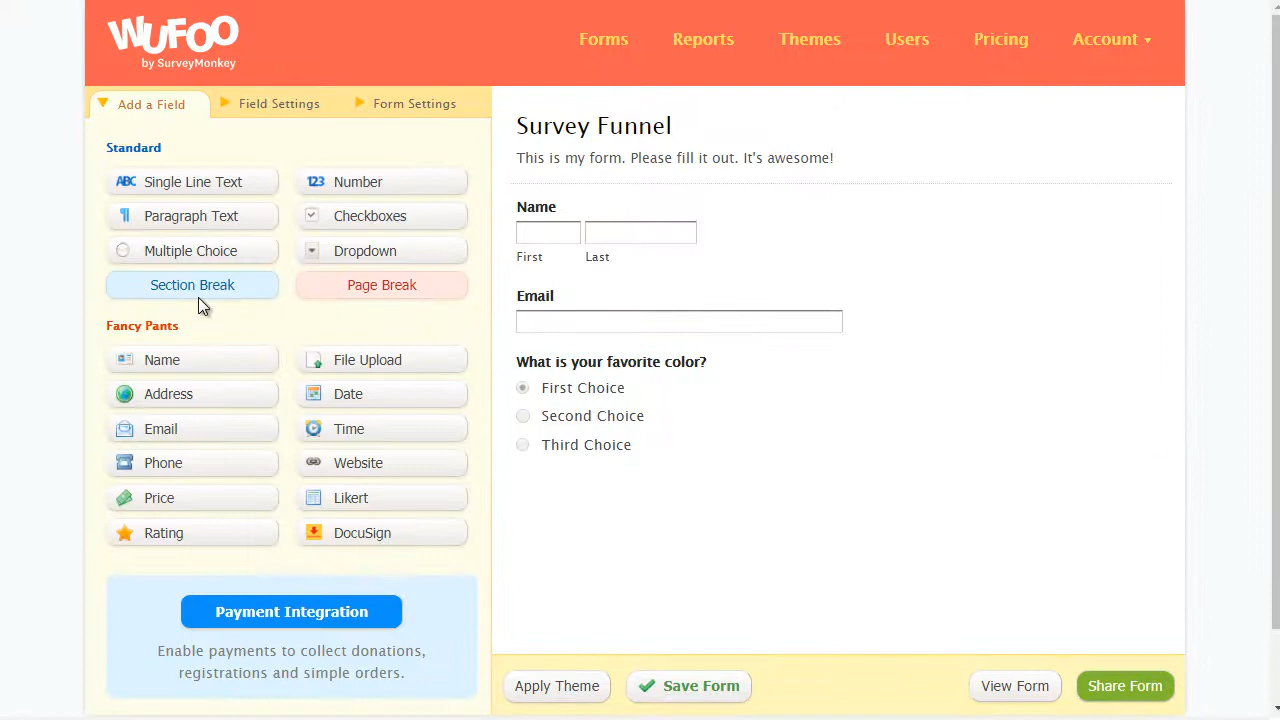 WUFOO
by SurveyMonkey
Forms
Reports
Themes
Users
Pricing
Account
Add a Field
Field Settings
Form Settings
Standard
ABC Single Line Text
123 Number
Paragraph Text
Checkboxes
Multiple Choice
Dropdown
Section Break
Page Break
Fancy Pants
Name
File Upload
Address
Date
Email
Time
Phone
Website
Price
Likert
Rating
DocuSign
Payment Integration
Enable payments to collect donations,
registrations and simple orders.
Survey Funnel
This is my form. Please fill it out. It's awesome!
Name
First
Last
Email
What is your favorite color?
First Choice
Second Choice
Third Choice
Apply Theme
Save Form
View Form
Share Form